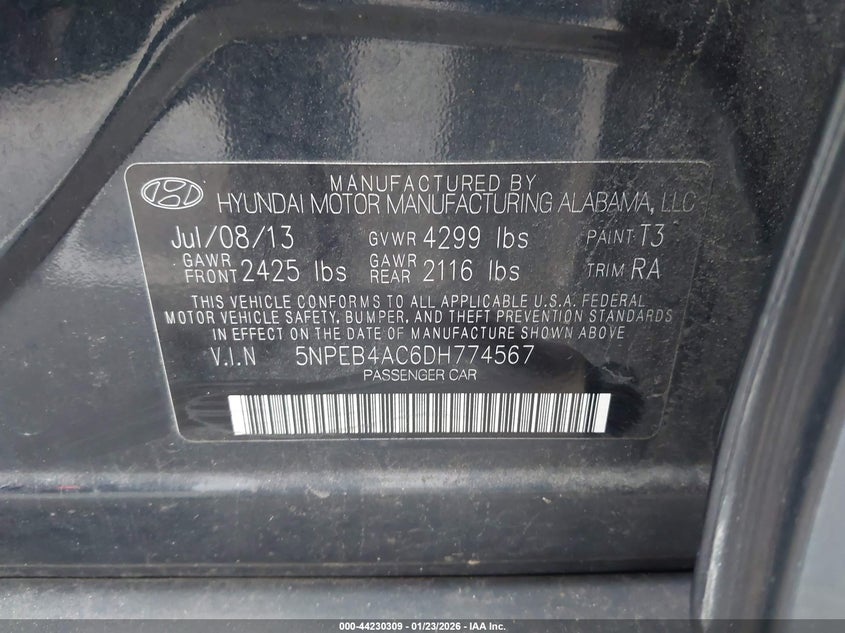 MANUFACTURED BY
HYUNDAI MOTOR MANUFACTURING ALABAMA, LLC
Jul/08/13 GVWR 4299 lbs PAINT T3
GAWR FRONT 2425 lbs GAWR REAR 2116 lbs TRIM RA
THIS VEHICLE CONFORMS TO ALL APPLICABLE U.S.A. FEDERAL
MOTOR VEHICLE SAFETY, BUMPER, AND THEFT PREVENTION STANDARDS
IN EFFECT ON THE DATE OF MANUFACTURE SHOWN ABOVE
V.I.N 5NPEB4AC6DH774567
PASSENGER CAR
000-44230309 - 01/23/2026 - IAA Inc.